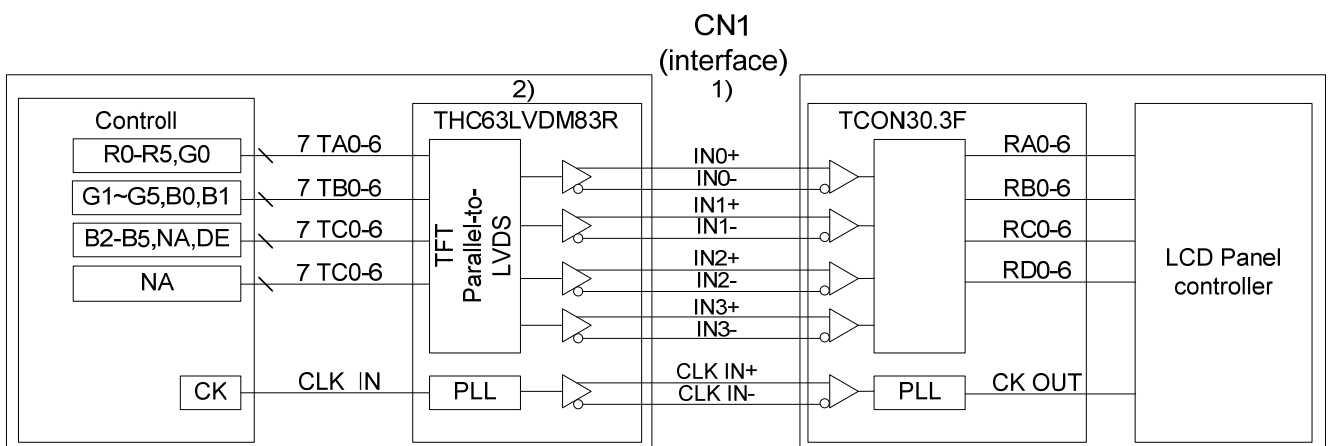 CN1
(interface)
1)
2)
Controll
THC63LVDM83R
TCON30.3F
R0-R5,G0
7 TA0-6
IN0+
IN0-
RA0-6
G1~G5,B0,B1
7 TB0-6
IN1+
IN1-
RB0-6
B2-B5,NA,DE
7 TC0-6
IN2+
IN2-
RC0-6
NA
7 TC0-6
IN3+
IN3-
RD0-6
TFT
Parallel-to-
LVDS
LCD Panel
controller
CK
CLK IN
PLL
CLK IN+
CLK IN-
PLL
CK OUT